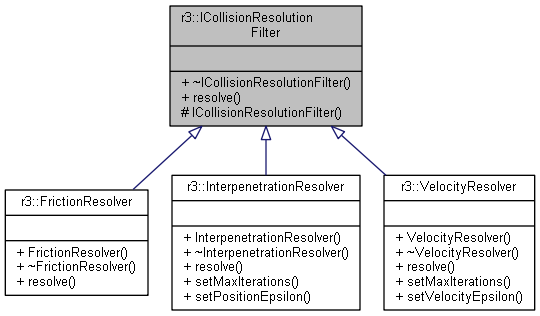 r3::ICollisionResolution
Filter
+ ~ICollisionResolutionFilter()
+ resolve()
# ICollisionResolutionFilter()
r3::FrictionResolver
+ FrictionResolver()
+ ~FrictionResolver()
+ resolve()
r3::InterpenetrationResolver
+ InterpenetrationResolver()
+ ~InterpenetrationResolver()
+ resolve()
+ setMaxIterations()
+ setPositionEpsilon()
r3::VelocityResolver
+ VelocityResolver()
+ ~VelocityResolver()
+ resolve()
+ setMaxIterations()
+ setVelocityEpsilon()